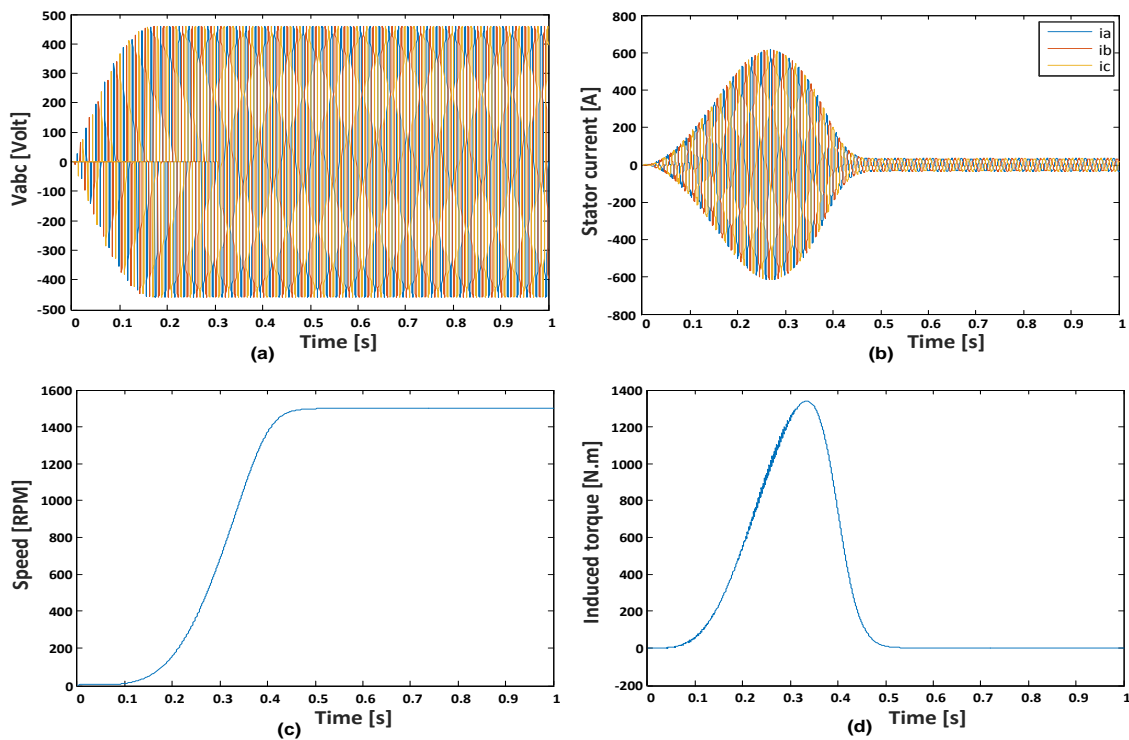 Vabc [Volt]
500
400
300
200
100
0
-100
-200
-300
-400
-500
0 0.1 0.2 0.3 0.4 0.5 0.6 0.7 0.8 0.9 1
Time [s]
(a)
Stator current [A]
800
600
400
200
0
-200
-400
-600
-800
0 0.1 0.2 0.3 0.4 0.5 0.6 0.7 0.8 0.9 1
Time [s]
(b)
ia
ib
ic
Speed [RPM]
1600
1400
1200
1000
800
600
400
200
0
0 0.1 0.2 0.3 0.4 0.5 0.6 0.7 0.8 0.9 1
Time [s]
(c)
Induced torque [N.m]
1400
1200
1000
800
600
400
200
0
-200
0 0.1 0.2 0.3 0.4 0.5 0.6 0.7 0.8 0.9 1
Time [s]
(d)